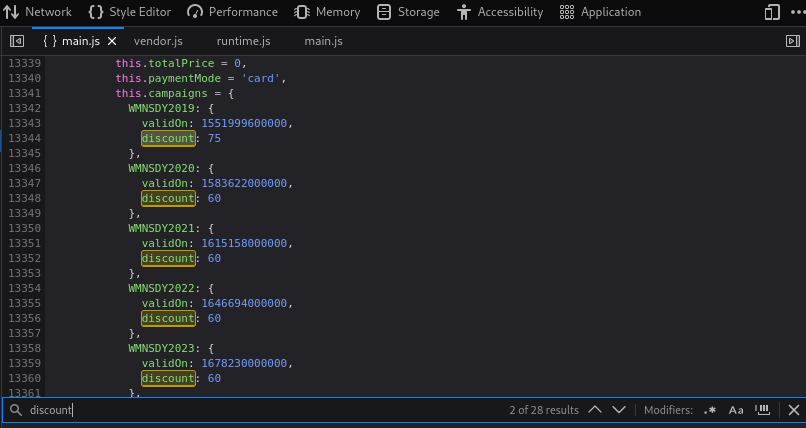 Network Style Editor Performance Memory Storage Accessibility Application
{ } main.js vendor.js runtime.js main.js
13339 this.totalPrice = 0,
13340 this.paymentMode = 'card',
13341 this.campaigns = {
13342 WMNSDY2019: {
13343 validOn: 1551999600000,
13344 discount: 75
13345 },
13346 WMNSDY2020: {
13347 validOn: 1583622000000,
13348 discount: 60
13349 },
13350 WMNSDY2021: {
13351 validOn: 1615158000000,
13352 discount: 60
13353 },
13354 WMNSDY2022: {
13355 validOn: 1646694000000,
13356 discount: 60
13357 },
13358 WMNSDY2023: {
13359 validOn: 1678230000000,
13360 discount: 60
13361 },
discount 2 of 28 results Modifiers: .* Aa